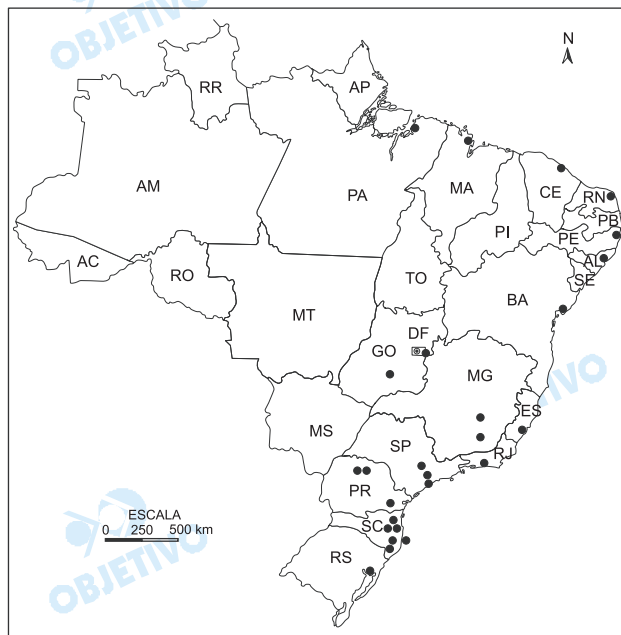 OBJETIVO
N
RR
AP
AM
PA
MA
CE
RN
PB
PE
PI
AL
SE
AC
RO
TO
BA
MT
DF
GO
MG
ES
MS
SP
RJ
PR
SC
RS
ESCALA
0 250 500 km
OBJETIVO
OBJETIVO